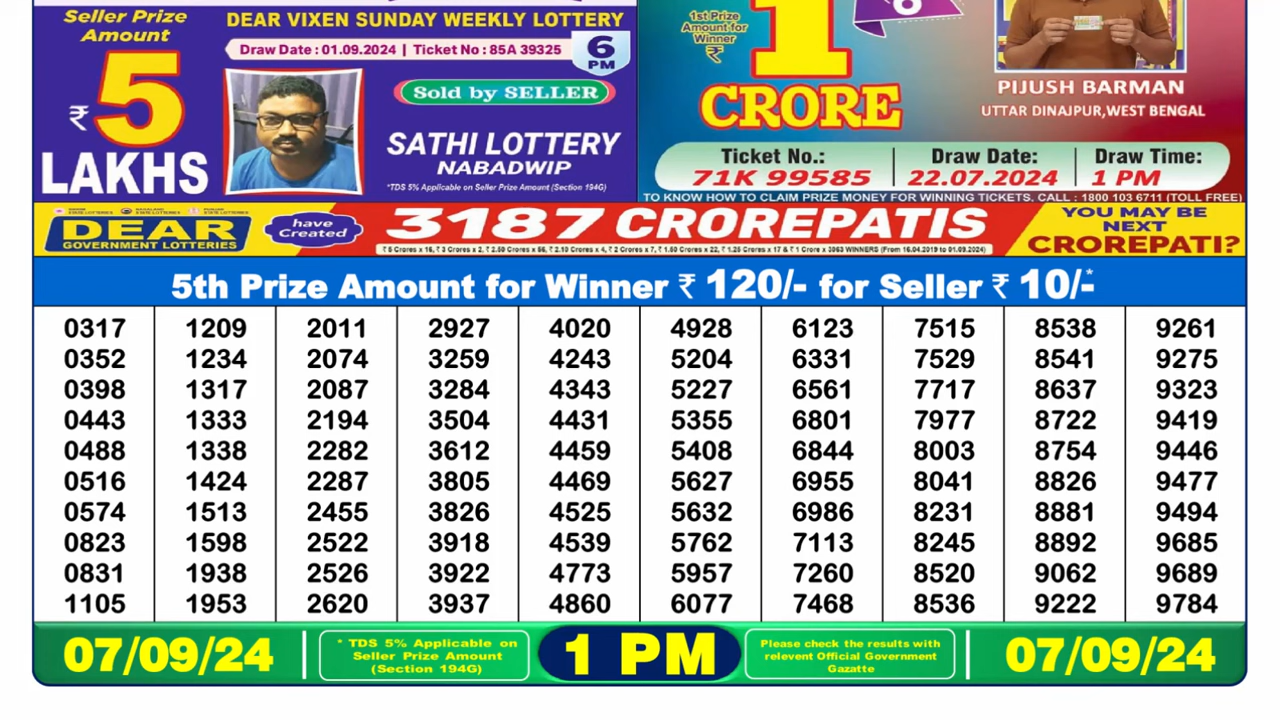 Seller Prize
Amount
₹ 5
LAKHS
DEAR VIXEN SUNDAY WEEKLY LOTTERY
Draw Date : 01.09.2024 | Ticket No : 85A 39325
6
PM
Sold by SELLER
SATHI LOTTERY
NABADWIP
*TDS 5% Applicable on Seller Prize Amount (Section 194G)
1st Prize
Amount for
Winner
₹
1
CRORE
PIJUSH BARMAN
UTTAR DINAJPUR,WEST BENGAL
Ticket No.: Draw Date: Draw Time:
71K 99585 22.07.2024 1 PM
TO KNOW HOW TO CLAIM PRIZE MONEY FOR WINNING TICKETS. CALL : 1800 103 6711 (TOLL FREE)
DEAR
GOVERNMENT LOTTERIES
have
Created
3187 CROREPATIS
YOU MAY BE
NEXT
CROREPATI?
5th Prize Amount for Winner ₹ 120/- for Seller ₹ 10/-*
0317 1209 2011 2927 4020 4928 6123 7515 8538 9261
0352 1234 2074 3259 4243 5204 6331 7529 8541 9275
0398 1317 2087 3284 4343 5227 6561 7717 8637 9323
0443 1333 2194 3504 4431 5355 6801 7977 8722 9419
0488 1338 2282 3612 4459 5408 6844 8003 8754 9446
0516 1424 2287 3805 4469 5627 6955 8041 8826 9477
0574 1513 2455 3826 4525 5632 6986 8231 8881 9494
0823 1598 2522 3918 4539 5762 7113 8245 8892 9685
0831 1938 2526 3922 4773 5957 7260 8520 9062 9689
1105 1953 2620 3937 4860 6077 7468 8536 9222 9784
07/09/24
* TDS 5% Applicable on
Seller Prize Amount
(Section 194G)
1 PM
Please check the results with
relevent Official Government
Gazatte
07/09/24